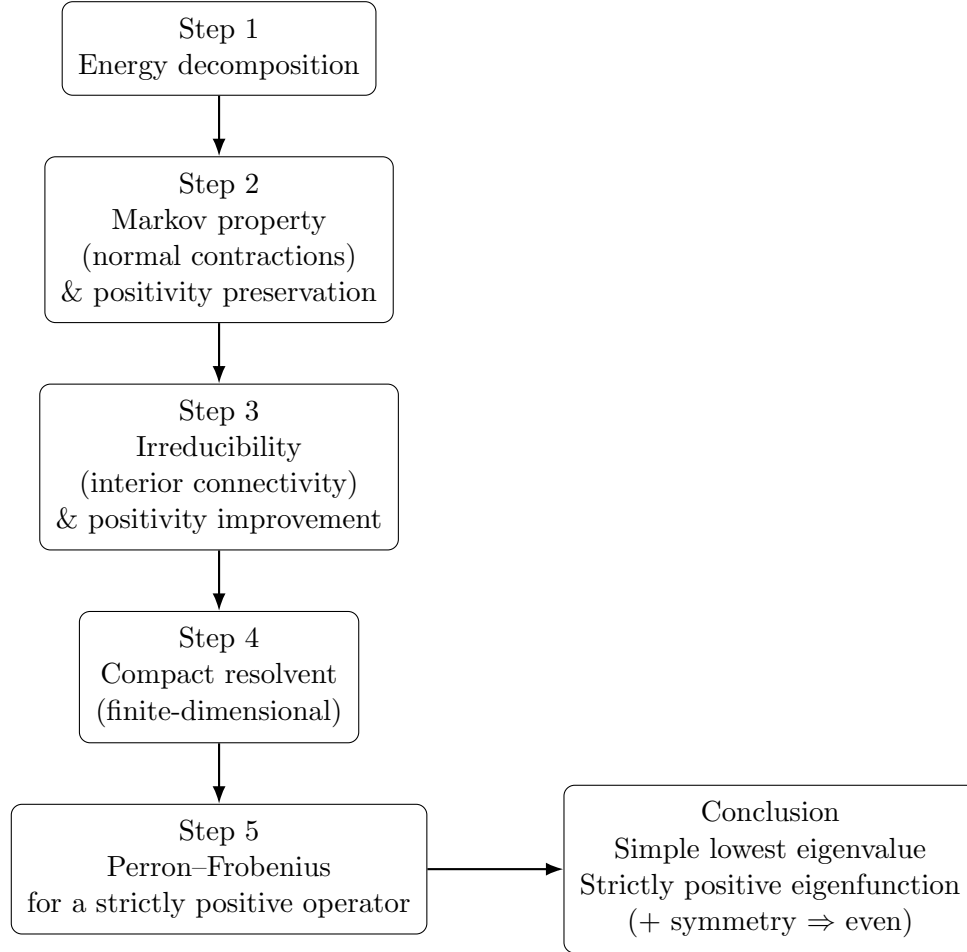 Step 1
Energy decomposition
Step 2
Markov property
(normal contractions)
& positivity preservation
Step 3
Irreducibility
(interior connectivity)
& positivity improvement
Step 4
Compact resolvent
(finite-dimensional)
Step 5
Perron–Frobenius
for a strictly positive operator
Conclusion
Simple lowest eigenvalue
Strictly positive eigenfunction
(+ symmetry ⇒ even)